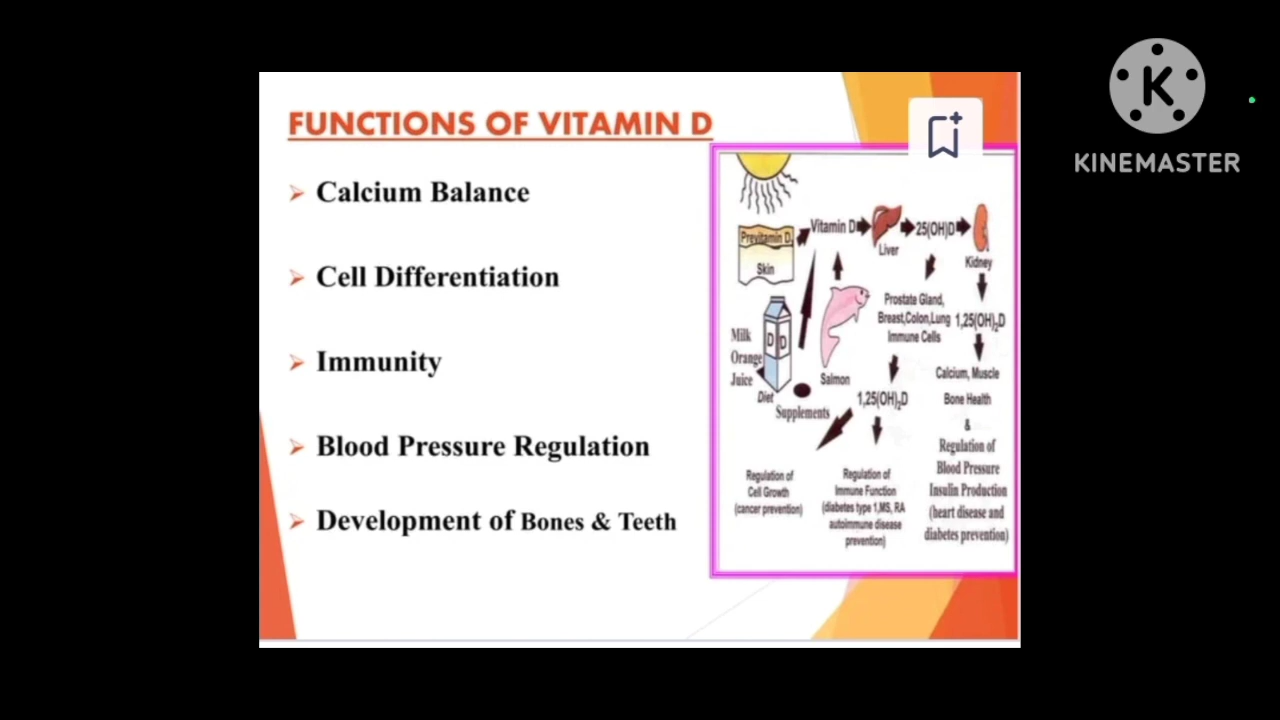 FUNCTIONS OF VITAMIN D
Calcium Balance
Cell Differentiation
Immunity
Blood Pressure Regulation
Development of Bones & Teeth
Previtamin D3
Skin
Vitamin D
Liver
25(OH)D
Kidney
Milk
Orange
Juice
Diet
D D
Supplements
Salmon
Prostate Gland,
Breast,Colon,Lung
Immune Cells
1,25(OH)2D
1,25(OH)2D
Calcium, Muscle
Bone Health
&
Regulation of
Blood Pressure
Insulin Production
(heart disease and
diabetes prevention)
Regulation of
Cell Growth
(cancer prevention)
Regulation of
Immune Function
(diabetes type 1,MS, RA
autoimmune disease
prevention)
K
KINEMASTER